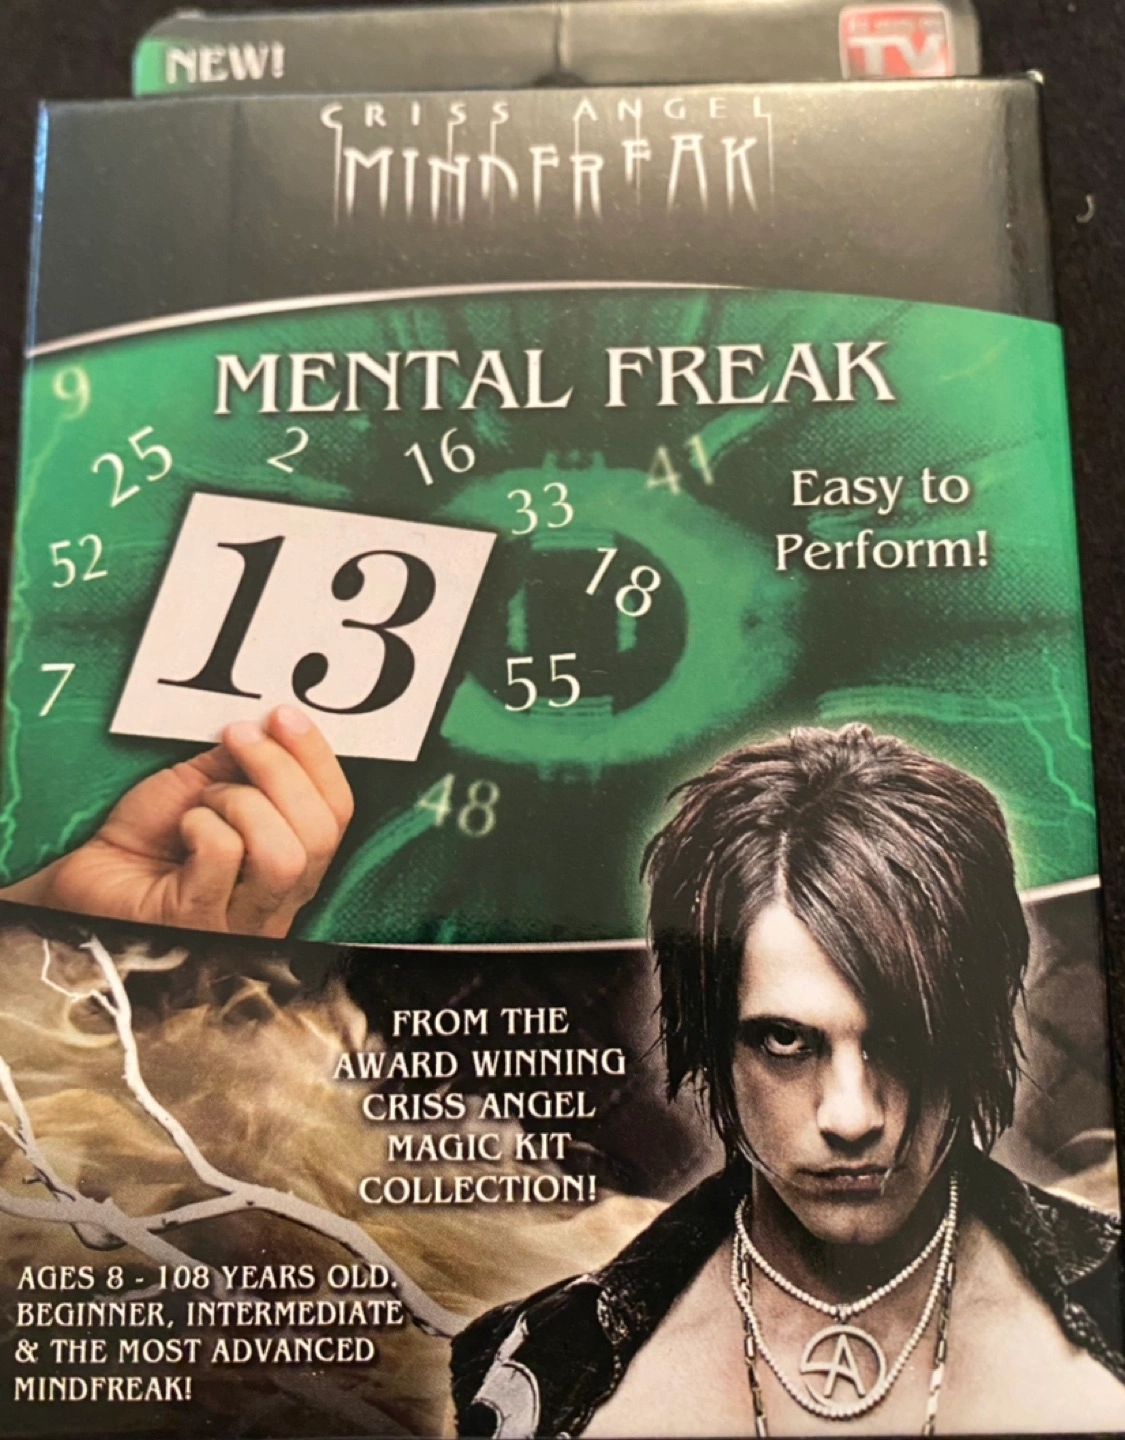 NEW!
TV
CRISS ANGEL
MINDFREAK
MENTAL FREAK
9
25
2
16
41
33
Easy to
Perform!
52
13
18
7
55
48
FROM THE
AWARD WINNING
CRISS ANGEL
MAGIC KIT
COLLECTION!
AGES 8 - 108 YEARS OLD.
BEGINNER, INTERMEDIATE
& THE MOST ADVANCED
MINDFREAK!
A